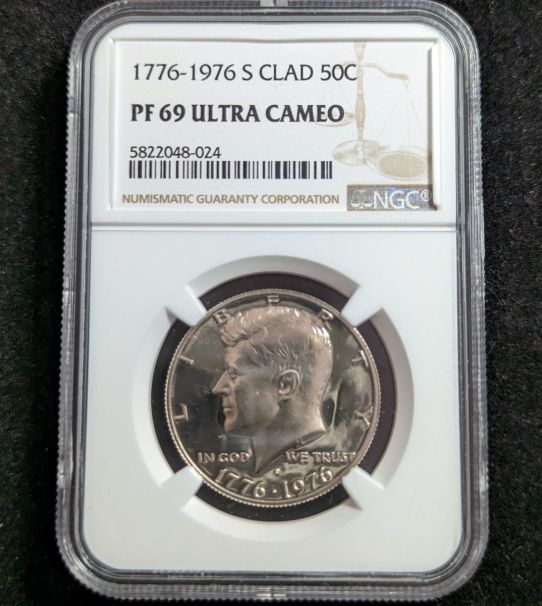 1776-1976 S CLAD 50C
PF 69 ULTRA CAMEO
5822048-024
NUMISMATIC GUARANTY CORPORATION
NGC®
LIBERTY
IN GOD WE TRUST
S
1776·1976